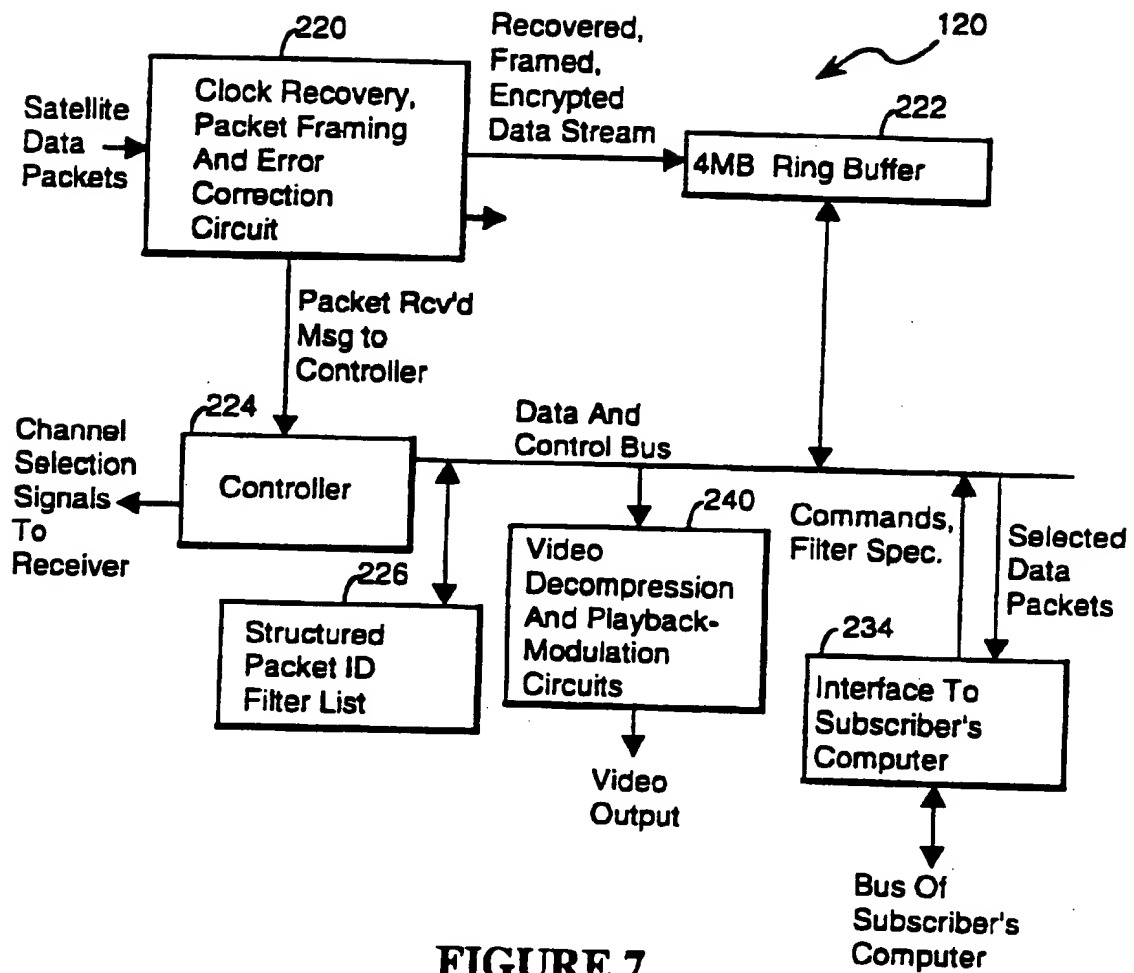 220
Recovered,
Framed,
Encrypted
Data Stream
120
Satellite
Data
Packets
Clock Recovery,
Packet Framing
And Error
Correction
Circuit
222
4MB Ring Buffer
Packet Rcv'd
Msg to
Controller
224
Channel
Selection
Signals
To
Receiver
Controller
Data And
Control Bus
226
Structured
Packet ID
Filter List
240
Video
Decompression
And Playback-
Modulation
Circuits
Commands,
Filter Spec.
Selected
Data
Packets
234
Interface To
Subscriber's
Computer
Video
Output
Bus Of
Subscriber's
Computer
FIGURE 7